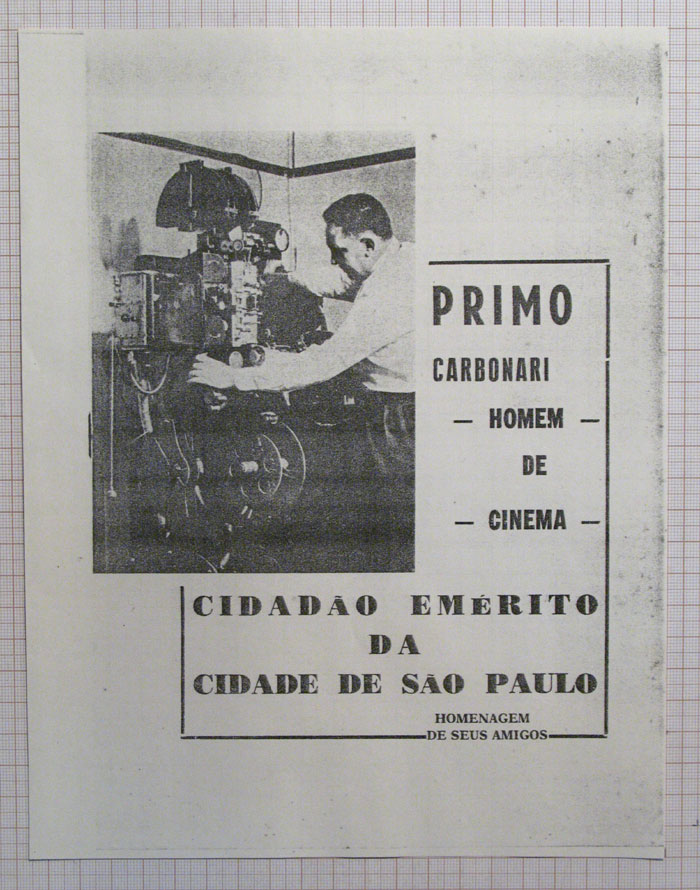 PRIMO
CARBONARI
— HOMEM —
DE
— CINEMA —
CIDADÃO EMÉRITO
DA
CIDADE DE SÃO PAULO
HOMENAGEM
DE SEUS AMIGOS